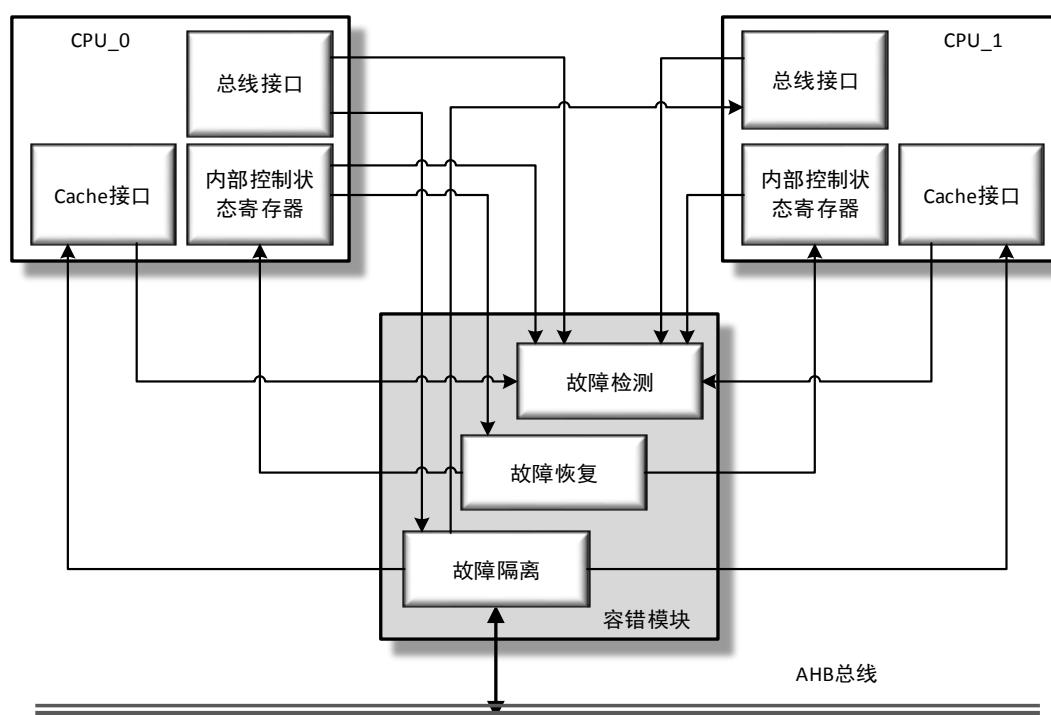 CPU_0
总线接口
Cache接口
内部控制状
态寄存器
CPU_1
总线接口
内部控制状
态寄存器
Cache接口
故障检测
故障恢复
故障隔离
容错模块
AHB总线